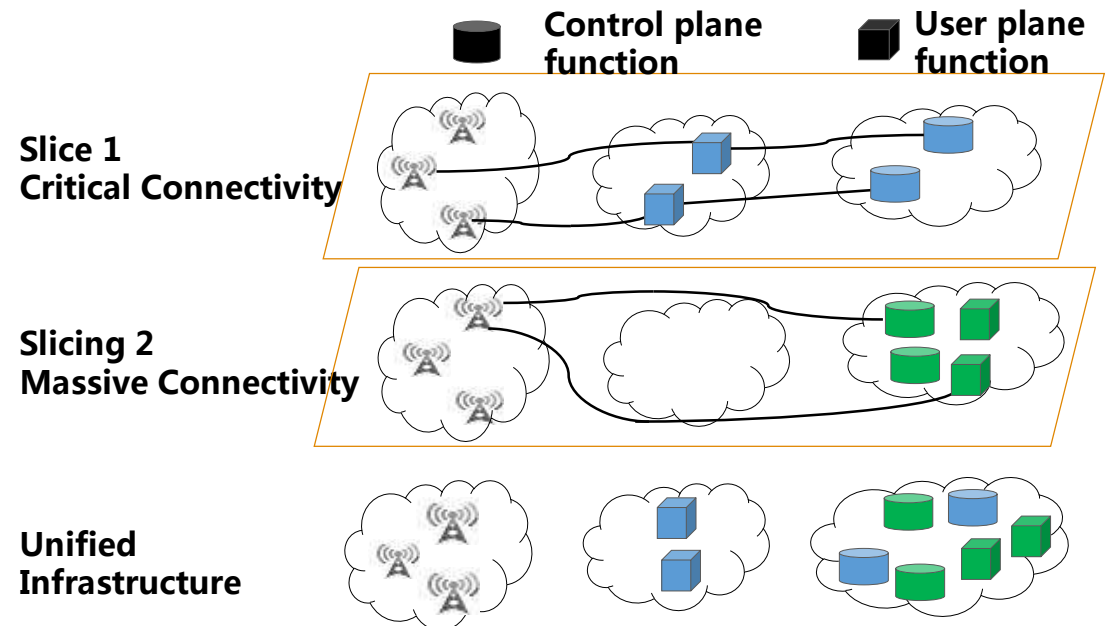 Control plane
function
User plane
function
Slice 1
Critical Connectivity
Slicing 2
Massive Connectivity
Unified
Infrastructure